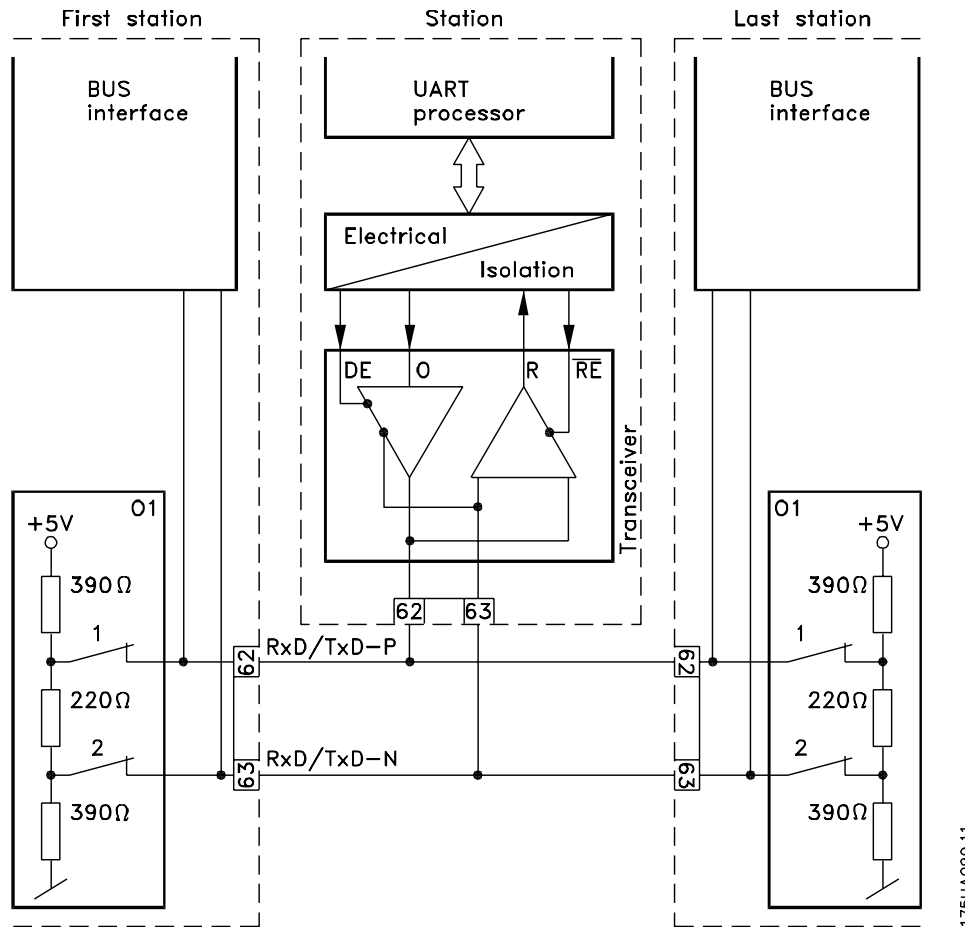 First station
Station
Last station
BUS
interface
UART
processor
BUS
interface
Electrical
Isolation
DE
O
R
RE
Transceiver
O1
+5V
390Ω
1
220Ω
2
390Ω
62
63
62
RxD/TxD-P
63
RxD/TxD-N
62
63
O1
+5V
390Ω
1
220Ω
2
390Ω